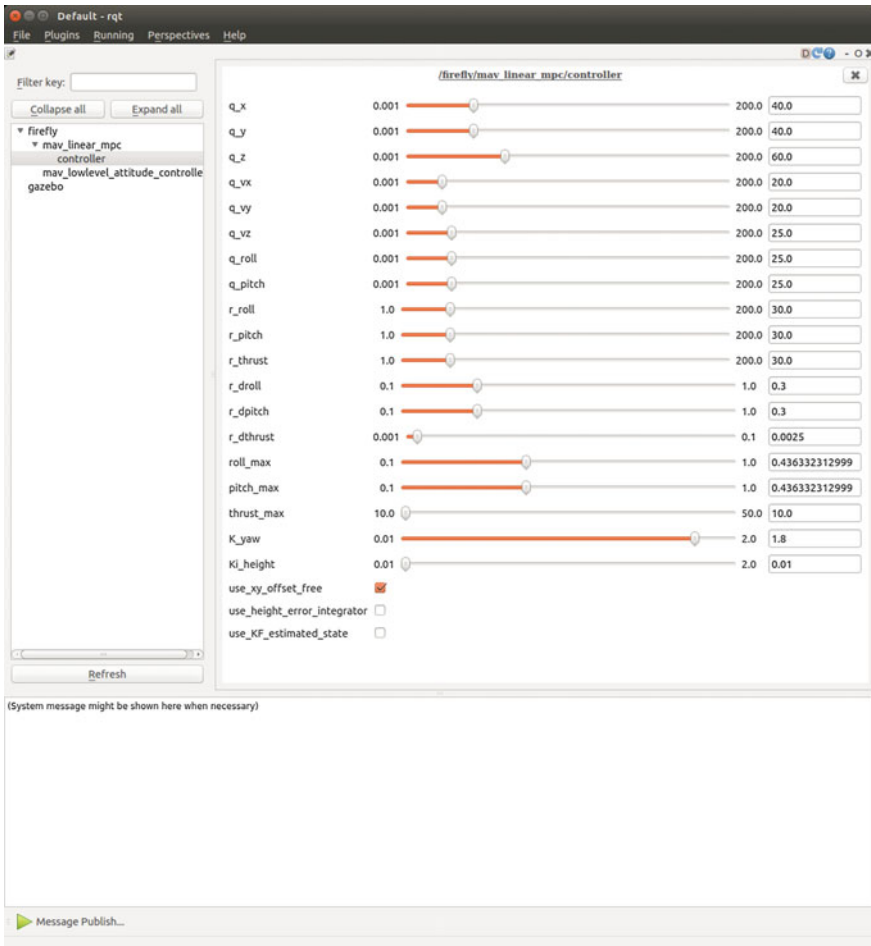 Default - rqt
File Plugins Running Perspectives Help
D - O
Filter key:
Collapse all Expand all
firefly
mav_linear_mpc
controller
mav_lowlevel_attitude_controlle
gazebo
Refresh
/firefly/mav_linear_mpc/controller
q_x 0.001 200.0 40.0
q_y 0.001 200.0 40.0
q_z 0.001 200.0 60.0
q_vx 0.001 200.0 20.0
q_vy 0.001 200.0 20.0
q_vz 0.001 200.0 25.0
q_roll 0.001 200.0 25.0
q_pitch 0.001 200.0 25.0
r_roll 1.0 200.0 30.0
r_pitch 1.0 200.0 30.0
r_thrust 1.0 200.0 30.0
r_droll 0.1 1.0 0.3
r_dpitch 0.1 1.0 0.3
r_dthrust 0.001 0.1 0.0025
roll_max 0.1 1.0 0.436332312999
pitch_max 0.1 1.0 0.436332312999
thrust_max 10.0 50.0 10.0
K_yaw 0.01 2.0 1.8
Ki_height 0.01 2.0 0.01
use_xy_offset_free
use_height_error_integrator
use_KF_estimated_state
(System message might be shown here when necessary)
Message Publish...